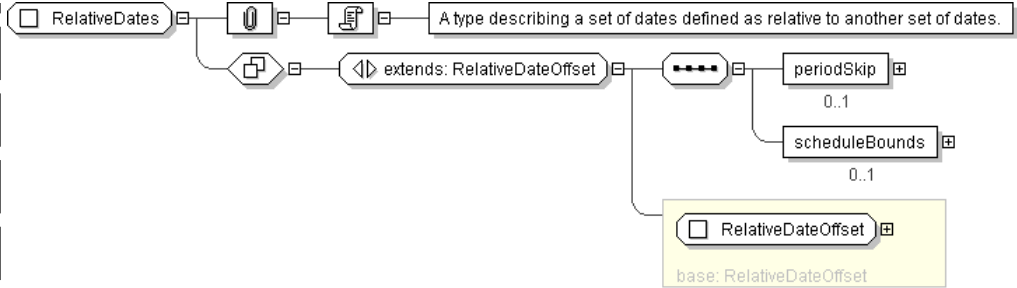 RelativeDates
A type describing a set of dates defined as relative to another set of dates.
extends: RelativeDateOffset
periodSkip
0..1
scheduleBounds
0..1
RelativeDateOffset
base: RelativeDateOffset